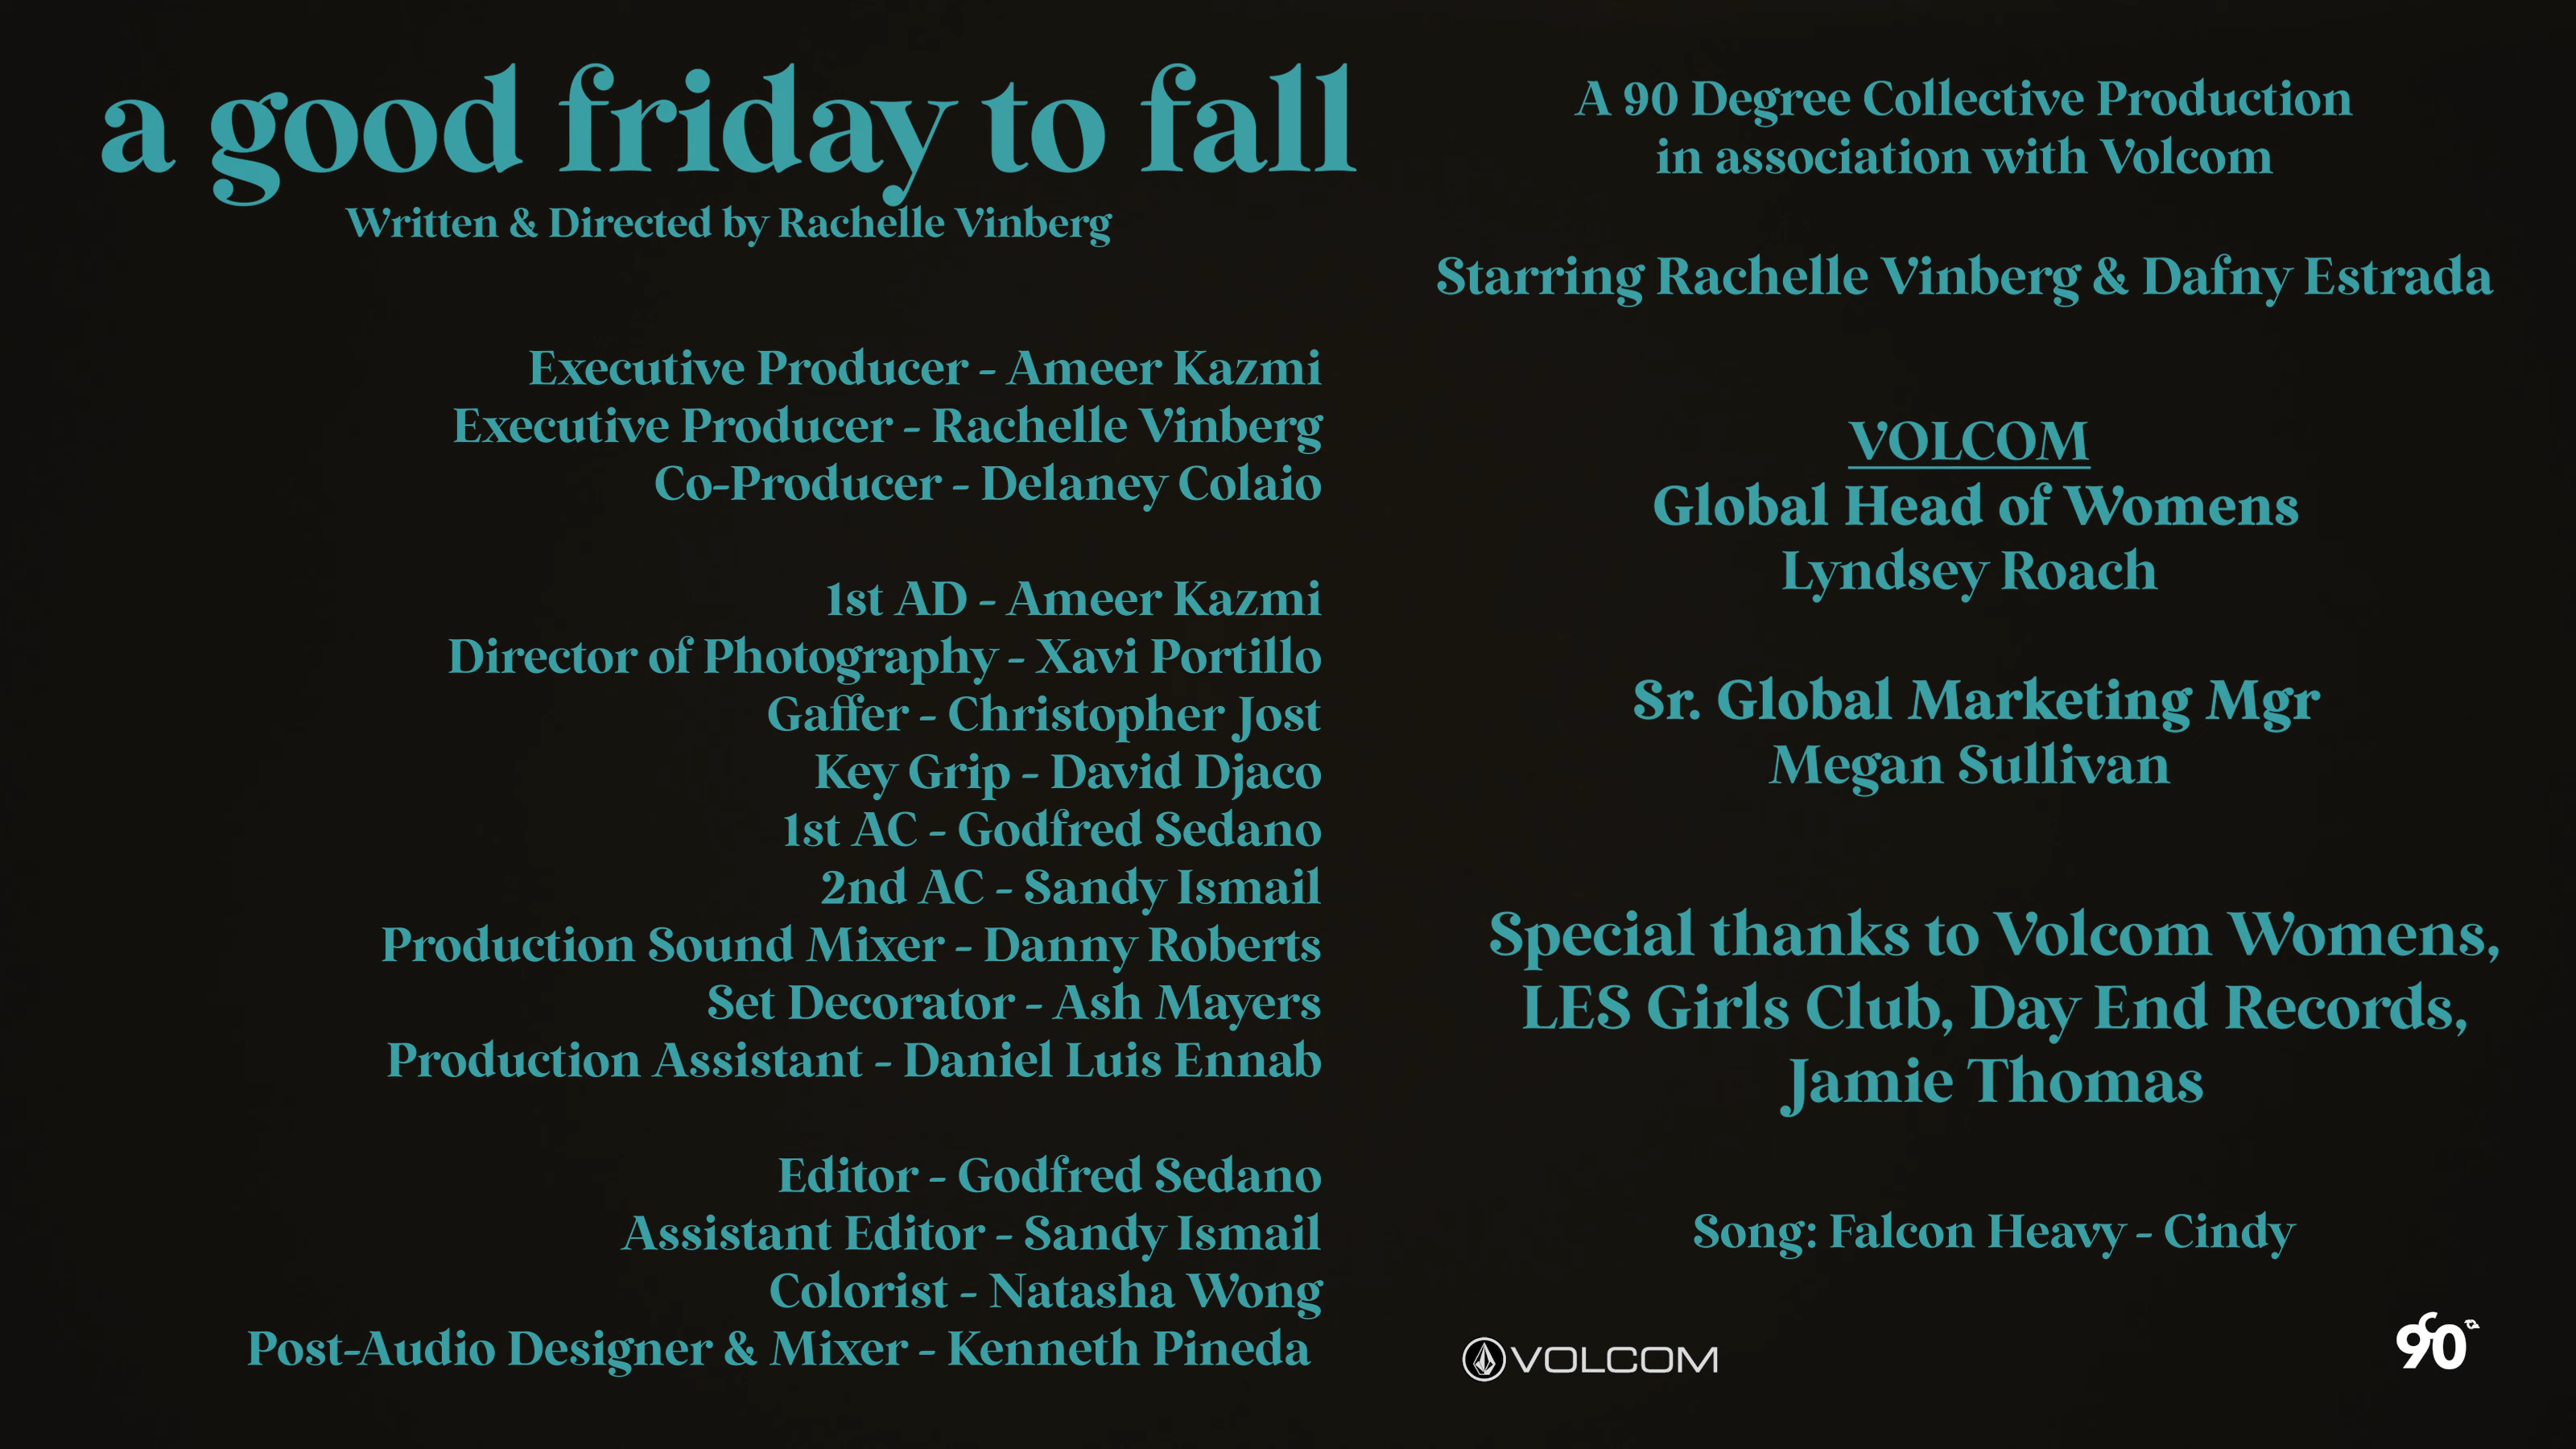 a good friday to fall
Written & Directed by Rachelle Vinberg
Executive Producer - Ameer Kazmi
Executive Producer - Rachelle Vinberg
Co-Producer - Delaney Colaio
1st AD - Ameer Kazmi
Director of Photography - Xavi Portillo
Gaffer - Christopher Jost
Key Grip - David Djaco
1st AC - Godfred Sedano
2nd AC - Sandy Ismail
Production Sound Mixer - Danny Roberts
Set Decorator - Ash Mayers
Production Assistant - Daniel Luis Ennab
Editor - Godfred Sedano
Assistant Editor - Sandy Ismail
Colorist - Natasha Wong
Post-Audio Designer & Mixer - Kenneth Pineda
A 90 Degree Collective Production
in association with Volcom
Starring Rachelle Vinberg & Dafny Estrada
VOLCOM
Global Head of Womens
Lyndsey Roach
Sr. Global Marketing Mgr
Megan Sullivan
Special thanks to Volcom Womens,
LES Girls Club, Day End Records,
Jamie Thomas
Song: Falcon Heavy - Cindy
VOLCOM
90